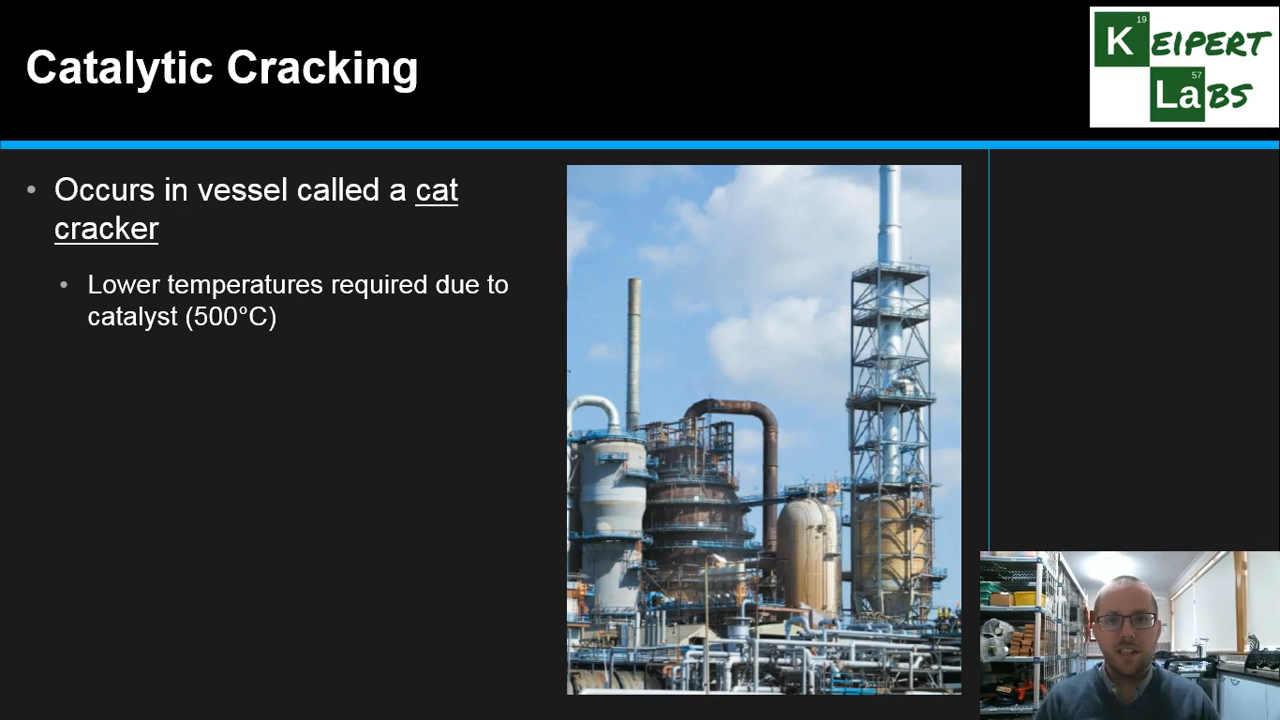 Catalytic Cracking
19
K EIPERT
57
La BS
• Occurs in vessel called a cat
cracker
• Lower temperatures required due to
catalyst (500°C)